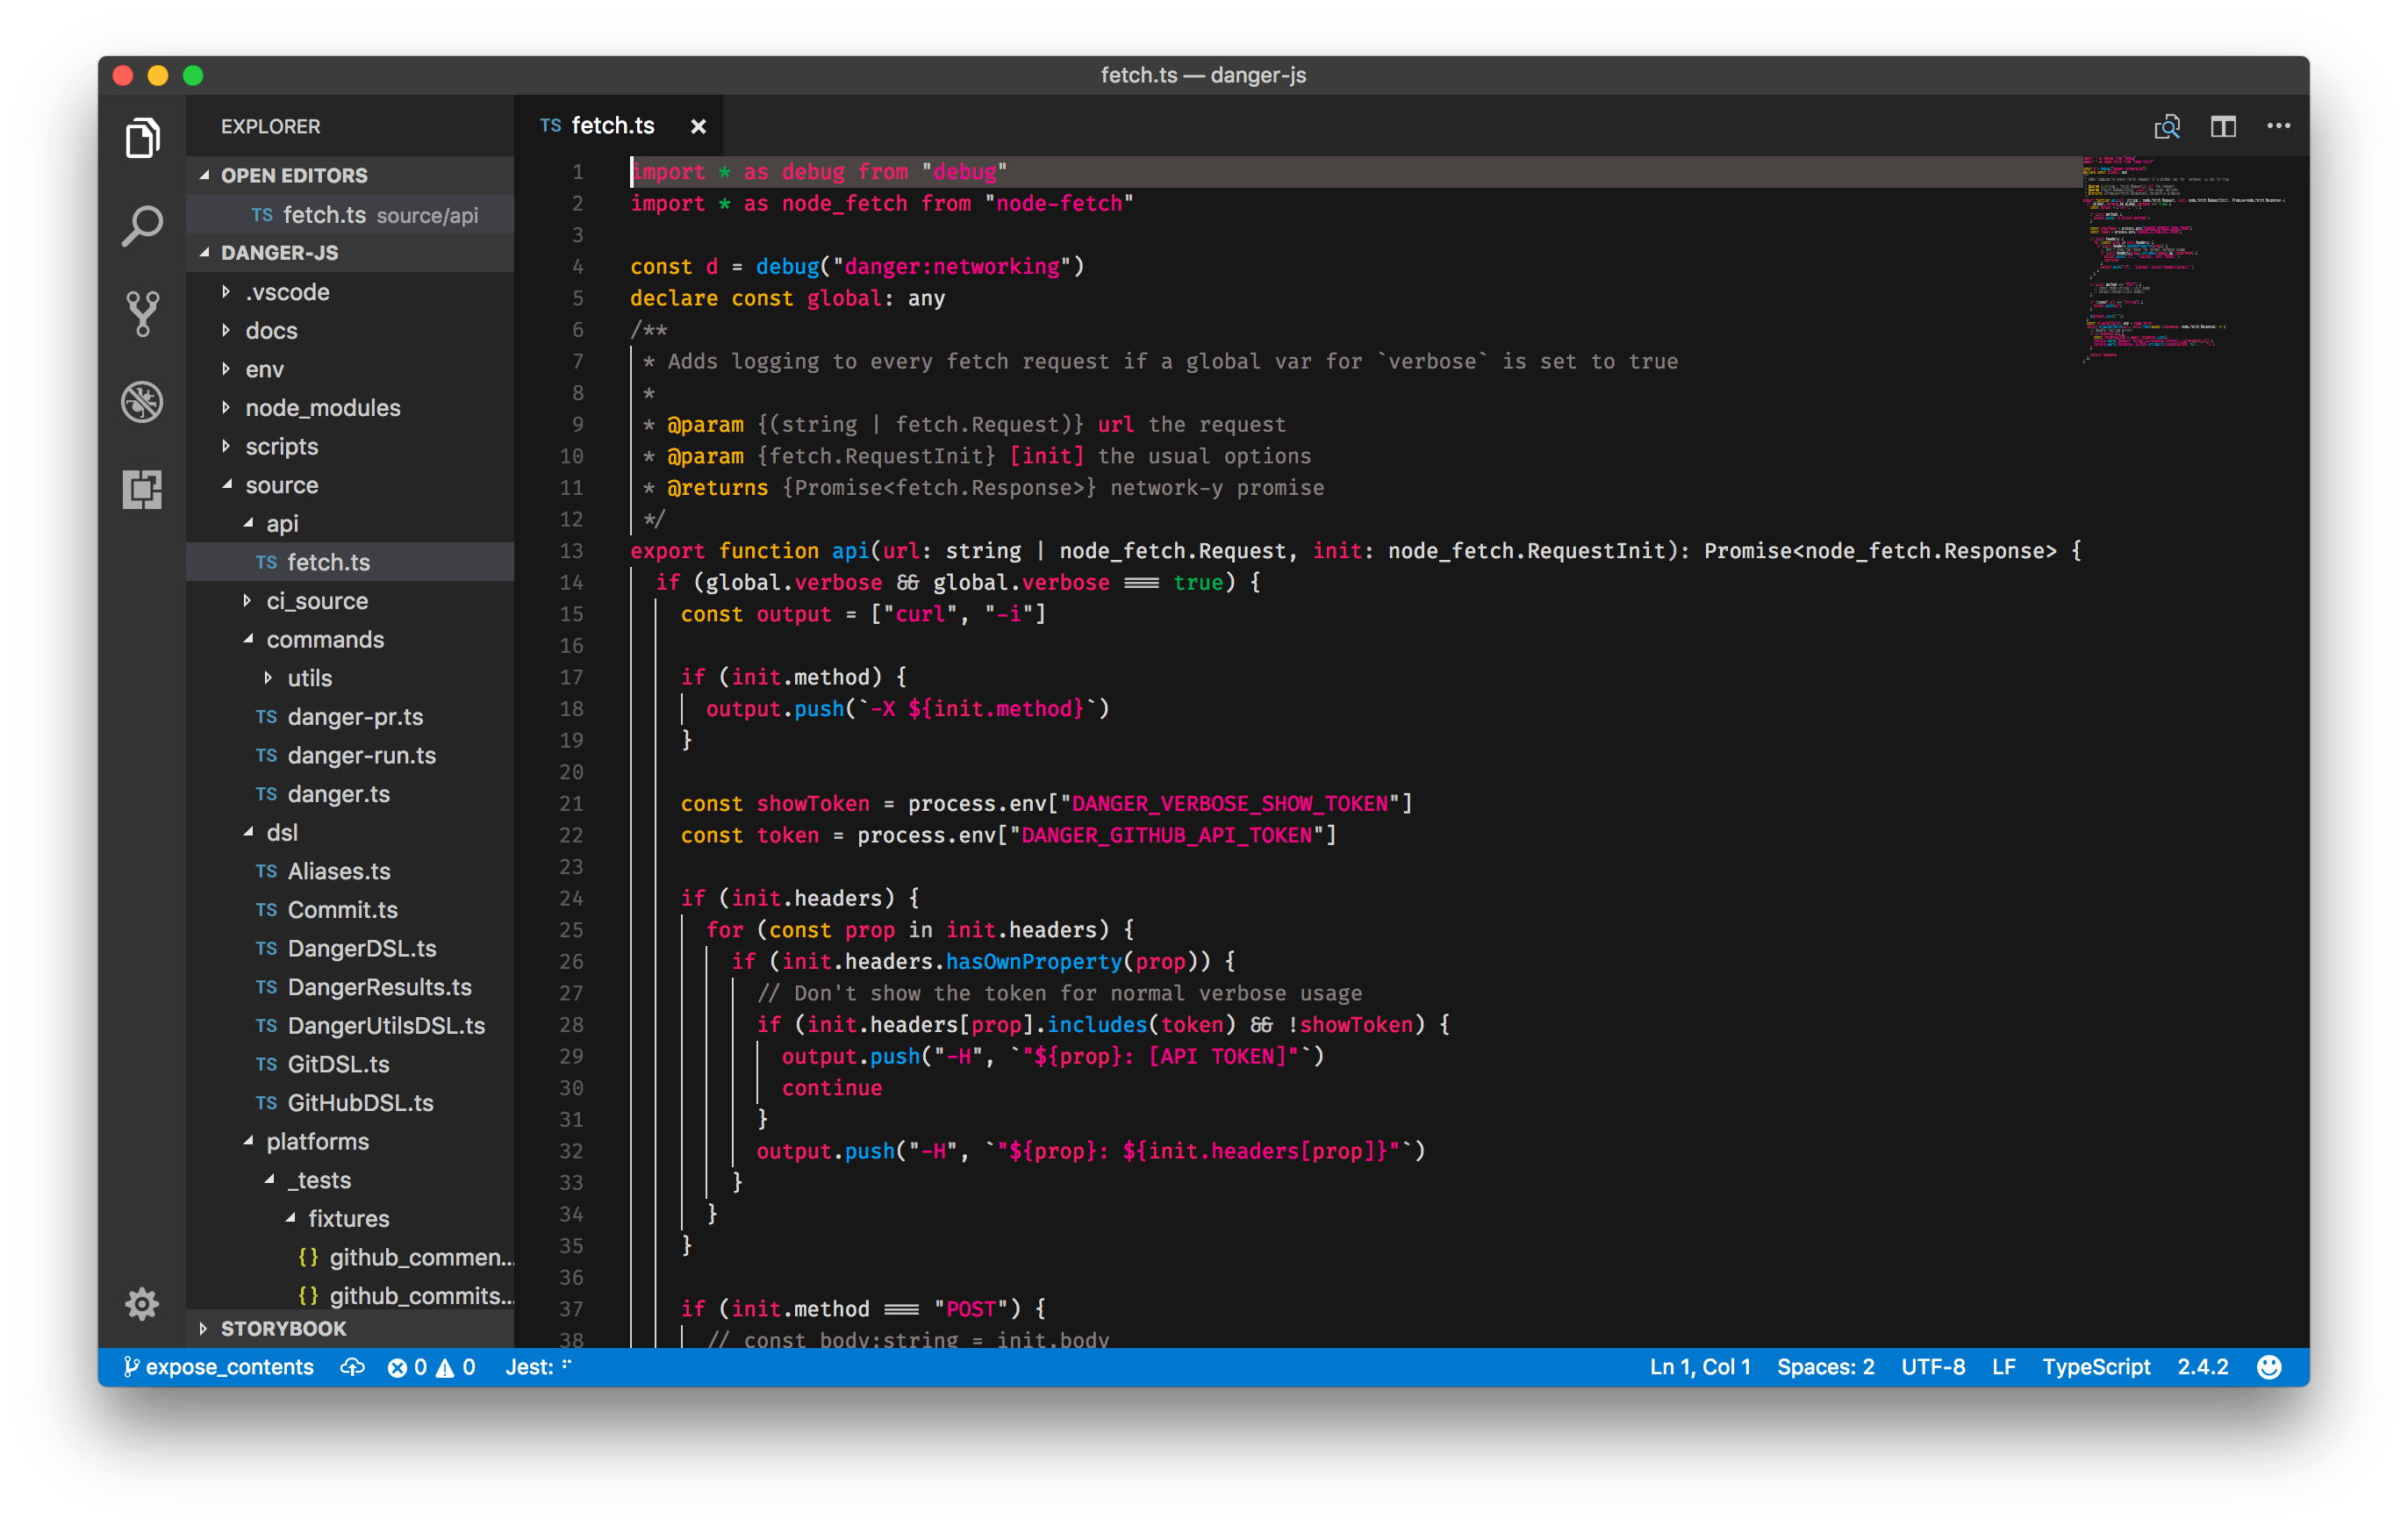 fetch.ts — danger-js
EXPLORER
OPEN EDITORS
TS fetch.ts source/api
DANGER-JS
.vscode
docs
env
node_modules
scripts
source
api
TS fetch.ts
ci_source
commands
utils
TS danger-pr.ts
TS danger-run.ts
TS danger.ts
dsl
TS Aliases.ts
TS Commit.ts
TS DangerDSL.ts
TS DangerResults.ts
TS DangerUtilsDSL.ts
TS GitDSL.ts
TS GitHubDSL.ts
platforms
_tests
fixtures
{} github_commen...
{} github_commits...
STORYBOOK
TS fetch.ts ×
1 import * as debug from "debug"
2 import * as node_fetch from "node-fetch"
3
4 const d = debug("danger:networking")
5 declare const global: any
6 /**
7 * Adds logging to every fetch request if a global var for `verbose` is set to true
8 *
9 * @param {(string | fetch.Request)} url the request
10 * @param {fetch.RequestInit} [init] the usual options
11 * @returns {Promise<fetch.Response>} network-y promise
12 */
13 export function api(url: string | node_fetch.Request, init: node_fetch.RequestInit): Promise<node_fetch.Response> {
14 if (global.verbose && global.verbose === true) {
15 const output = ["curl", "-i"]
16
17 if (init.method) {
18 output.push(`-X ${init.method}`)
19 }
20
21 const showToken = process.env["DANGER_VERBOSE_SHOW_TOKEN"]
22 const token = process.env["DANGER_GITHUB_API_TOKEN"]
23
24 if (init.headers) {
25 for (const prop in init.headers) {
26 if (init.headers.hasOwnProperty(prop)) {
27 // Don't show the token for normal verbose usage
28 if (init.headers[prop].includes(token) && !showToken) {
29 output.push("-H", `"${prop}: [API TOKEN]"`)
30 continue
31 }
32 output.push("-H", `"${prop}: ${init.headers[prop]}"`)
33 }
34 }
35 }
36
37 if (init.method === "POST") {
38 // const body:string = init.body
expose_contents 0 0 Jest:
Ln 1, Col 1 Spaces: 2 UTF-8 LF TypeScript 2.4.2